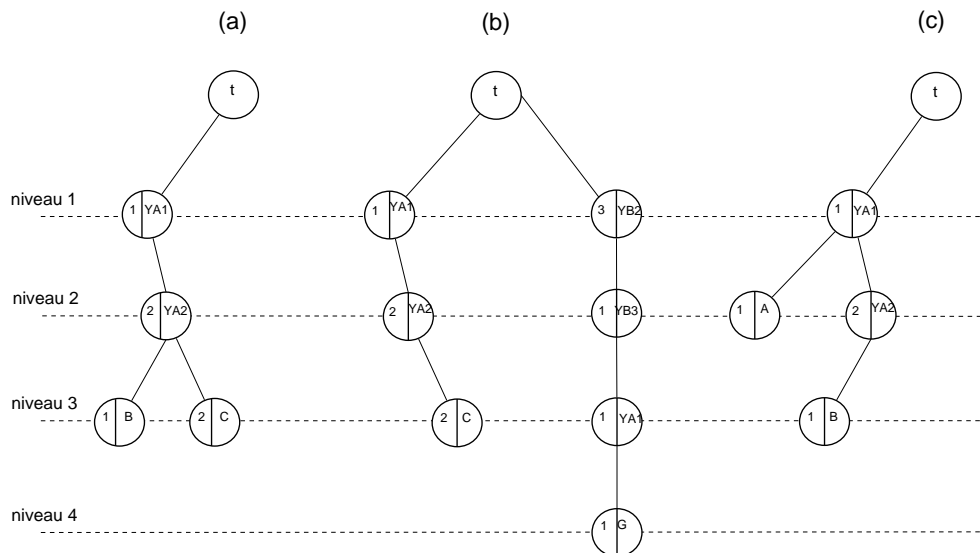 (a) (b) (c)
t t t
niveau 1 1 YA1 1 YA1 3 YB2 1 YA1
niveau 2 2 YA2 2 YA2 1 YB3 1 A 2 YA2
niveau 3 1 B 2 C 2 C 1 YA1 1 B
niveau 4 1 G